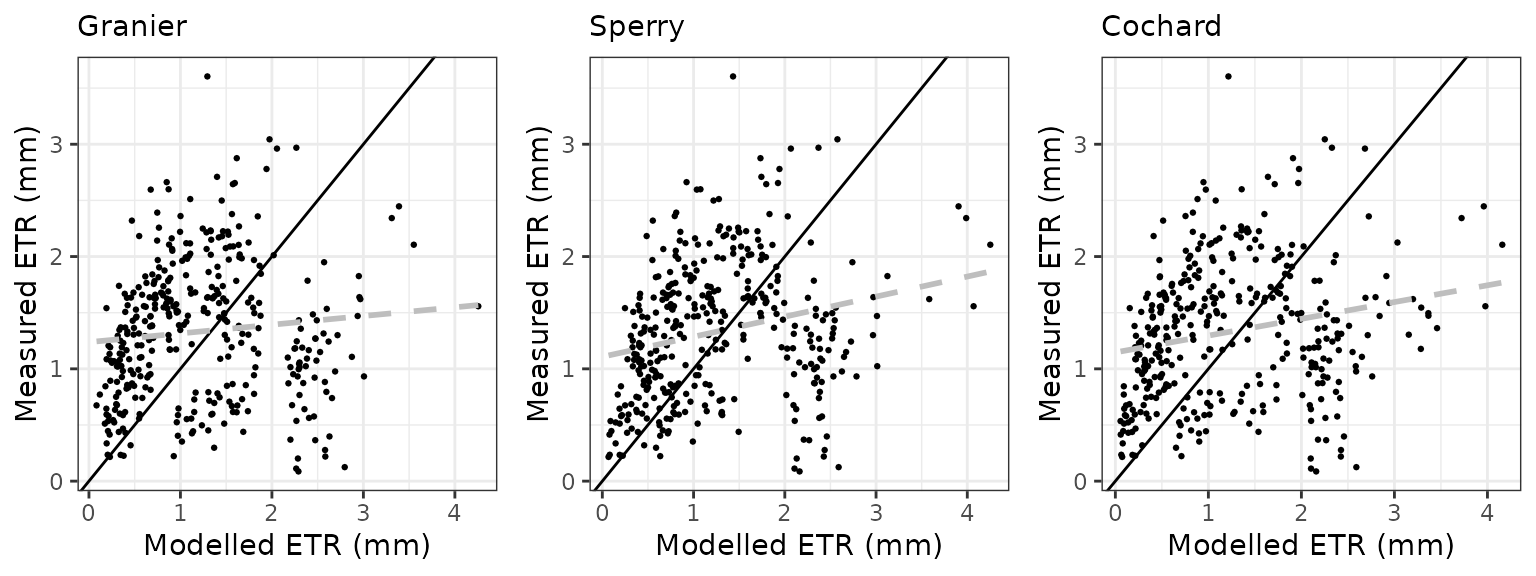 Granier
Sperry
Cochard
Measured ETR (mm)
3
2
1
0
0 1 2 3 4
Modelled ETR (mm)
Measured ETR (mm)
3
2
1
0
0 1 2 3 4
Modelled ETR (mm)
Measured ETR (mm)
3
2
1
0
0 1 2 3 4
Modelled ETR (mm)